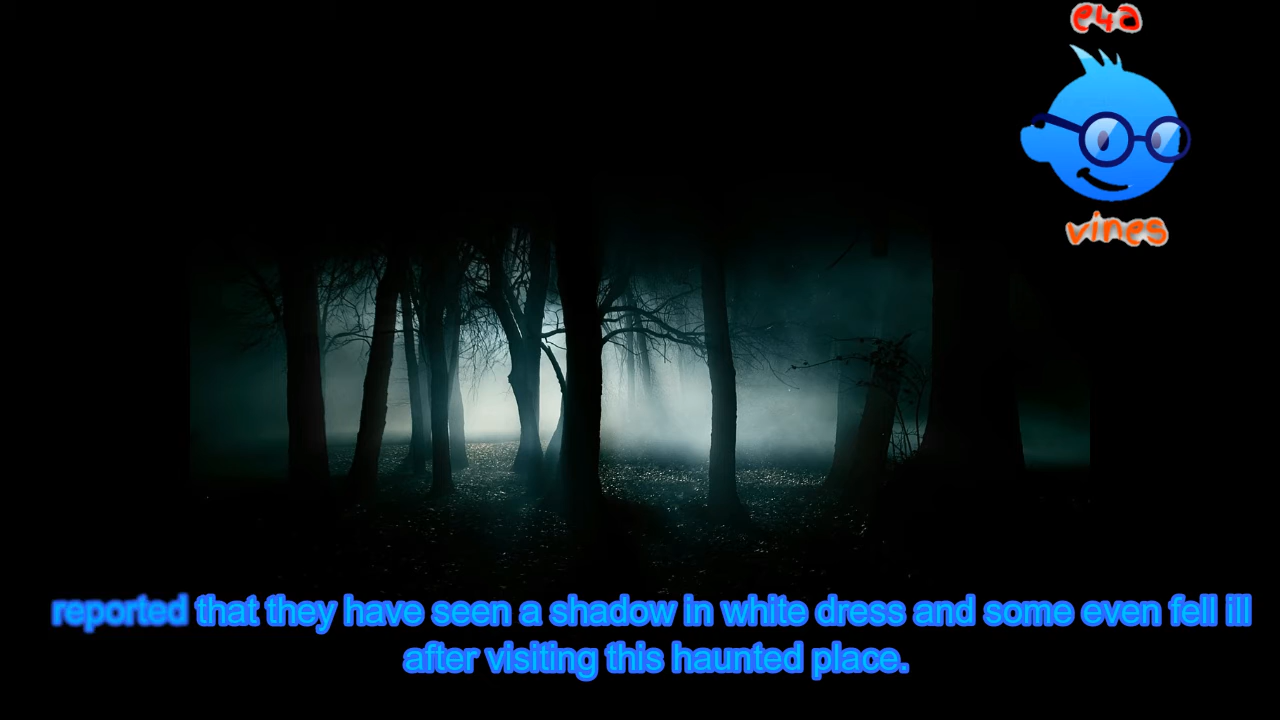 e4a
vines
reported that they have seen a shadow in white dress and some even fell ill
after visiting this haunted place.